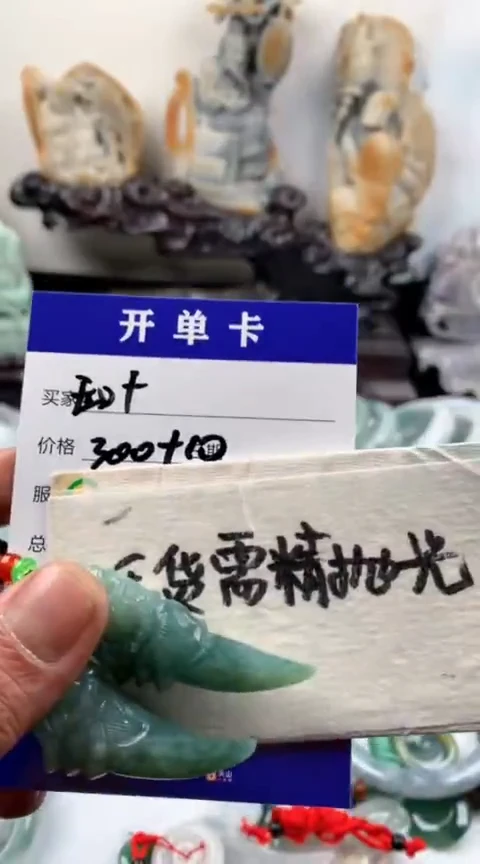 开单卡
买家
价格 300+10
服
总
货需精抛光